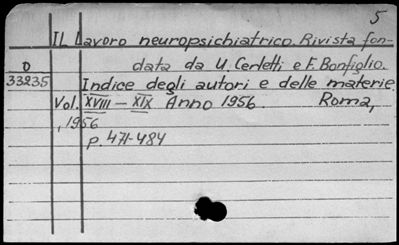 5
IL Lavoro neuropsichiatrico. Rivista fon-
data da U. Cerletti e F. Bonfiglio.
O
33235 Indice degli autori e delle materie
Vol. XVIII — XIX Anno 1956. Roma,
, 1956
p. 471-484